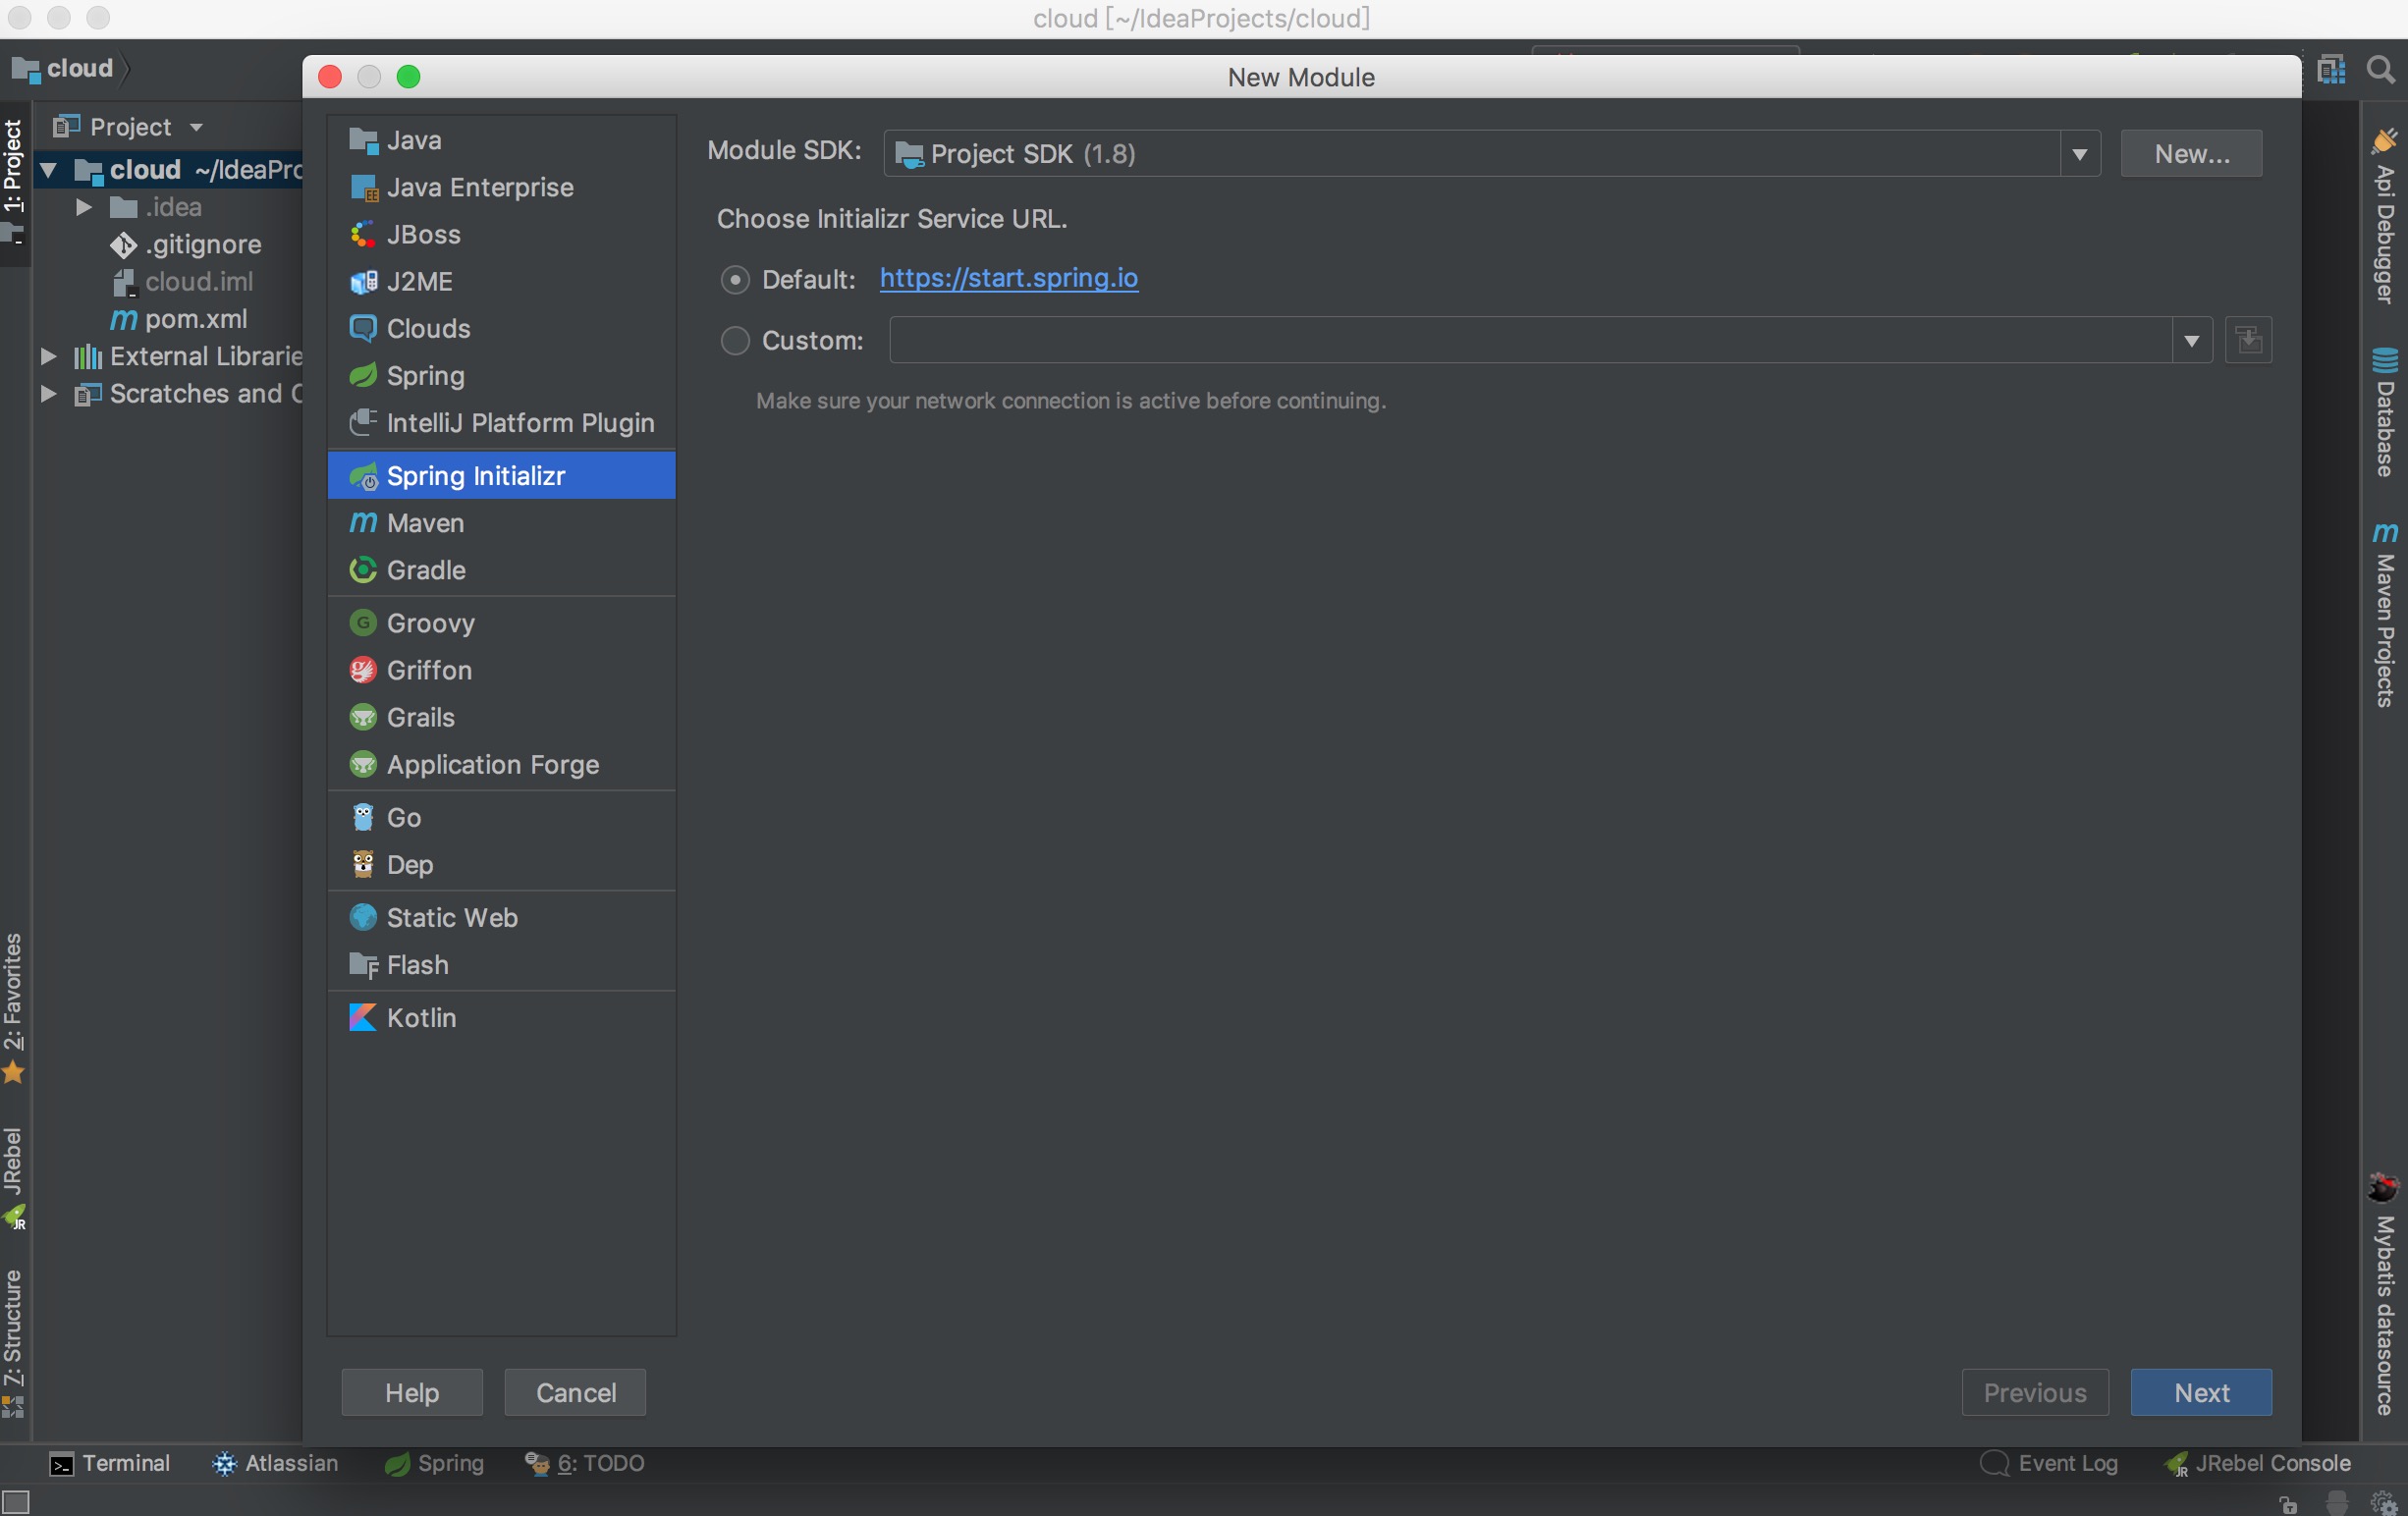 cloud [~/IdeaProjects/cloud]
cloud
New Module
1: Project
Project
cloud ~/IdeaPro
.idea
.gitignore
cloud.iml
pom.xml
External Librarie
Scratches and C
2: Favorites
JRebel
Z: Structure
Java
Java Enterprise
JBoss
J2ME
Clouds
Spring
IntelliJ Platform Plugin
Spring Initializr
Maven
Gradle
Groovy
Griffon
Grails
Application Forge
Go
Dep
Static Web
Flash
Kotlin
Module SDK: Project SDK (1.8) New...
Choose Initializr Service URL.
Default: https://start.spring.io
Custom:
Make sure your network connection is active before continuing.
Help Cancel Previous Next
Api Debugger
Database
Maven Projects
Mybatis datasource
Terminal Atlassian Spring 6: TODO Event Log JRebel Console